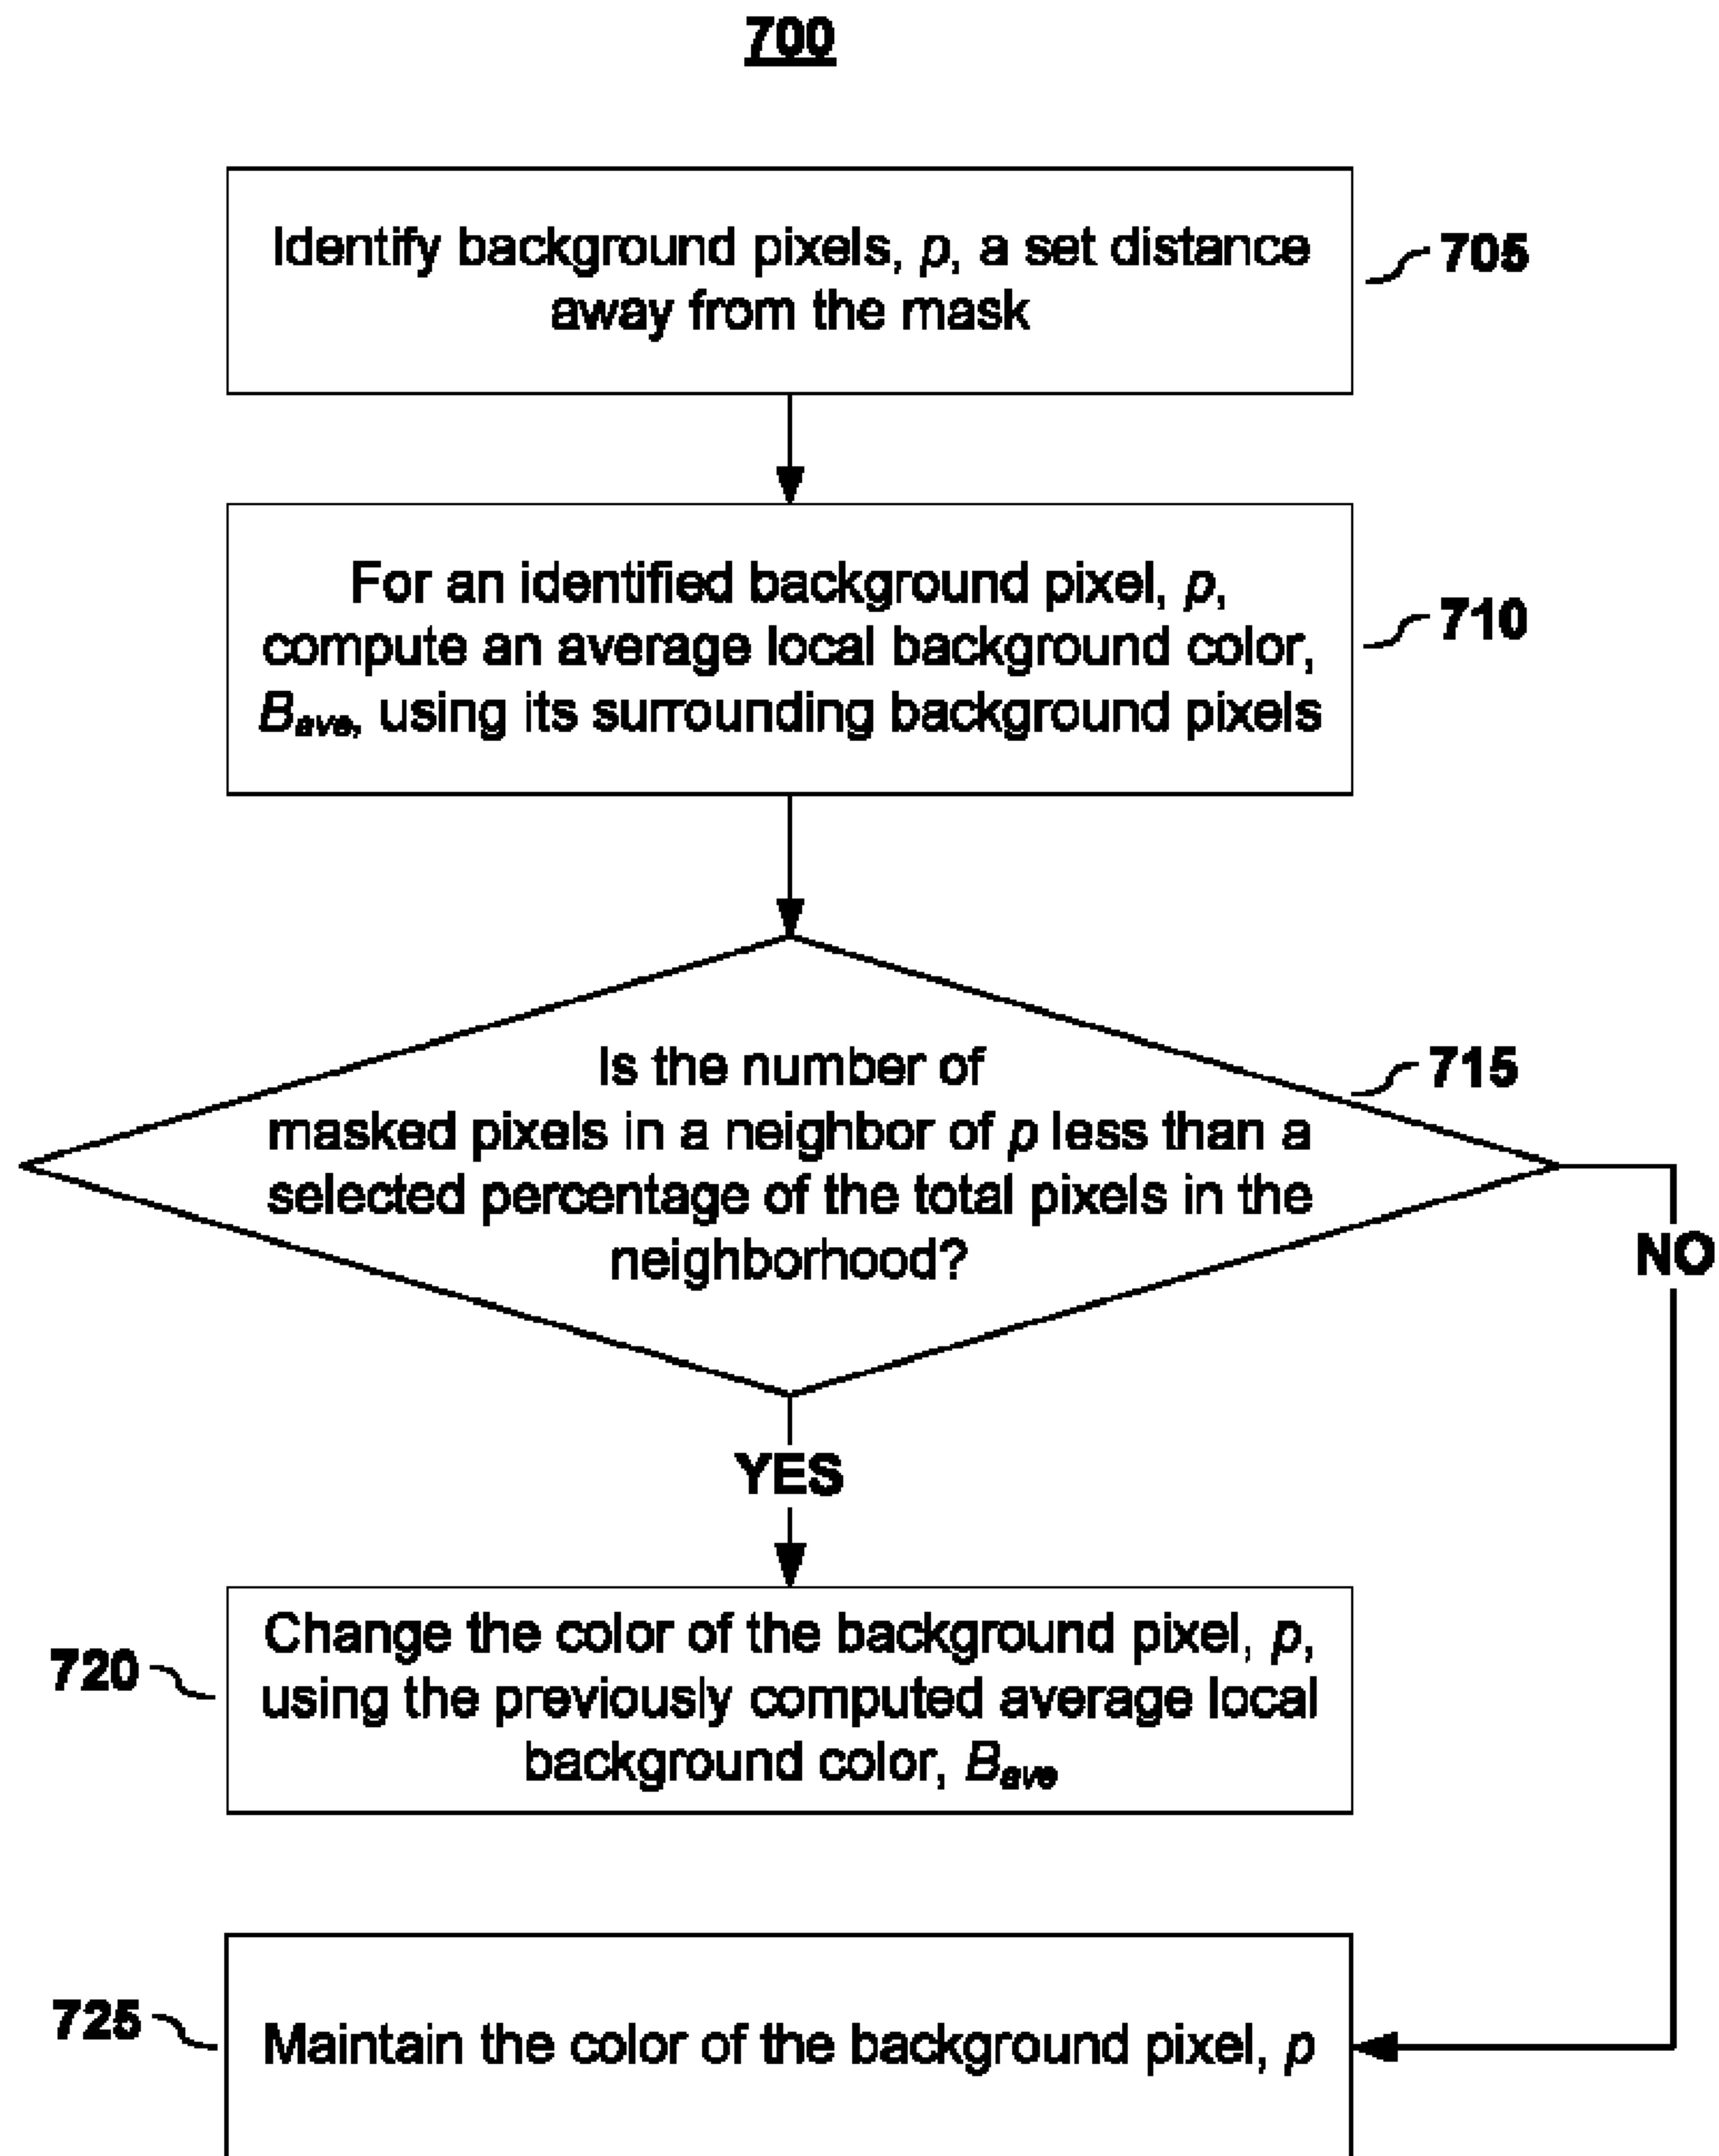 700
Identify background pixels, p, a set distance
away from the mask
705
For an identified background pixel, p,
compute an average local background color,
Bave, using its surrounding background pixels
710
Is the number of
masked pixels in a neighbor of p less than a
selected percentage of the total pixels in the
neighborhood?
715
NO
YES
Change the color of the background pixel, p,
using the previously computed average local
background color, Bave
720
Maintain the color of the background pixel, p
725